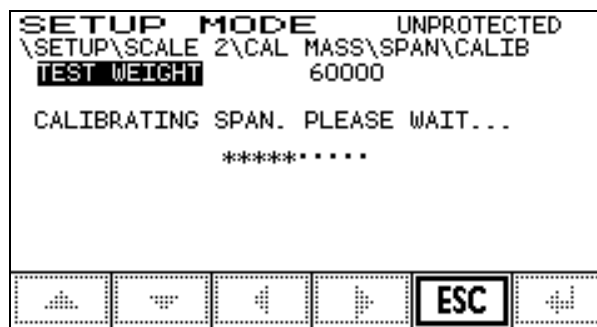 SETUP MODE UNPROTECTED
\SETUP\SCALE 2\CAL MASS\SPAN\CALIB
TEST WEIGHT 60000
CALIBRATING SPAN. PLEASE WAIT...
*****·····
ESC